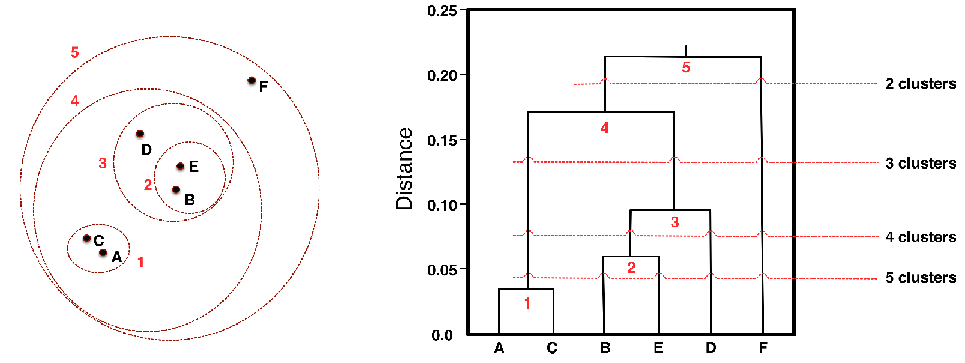 5
F
4
D
3
E
2
B
C
A
1
0.25
0.20
0.15
0.10
0.05
0.0
Distance
5
2 clusters
4
3 clusters
3
4 clusters
2
5 clusters
1
A C B E D F